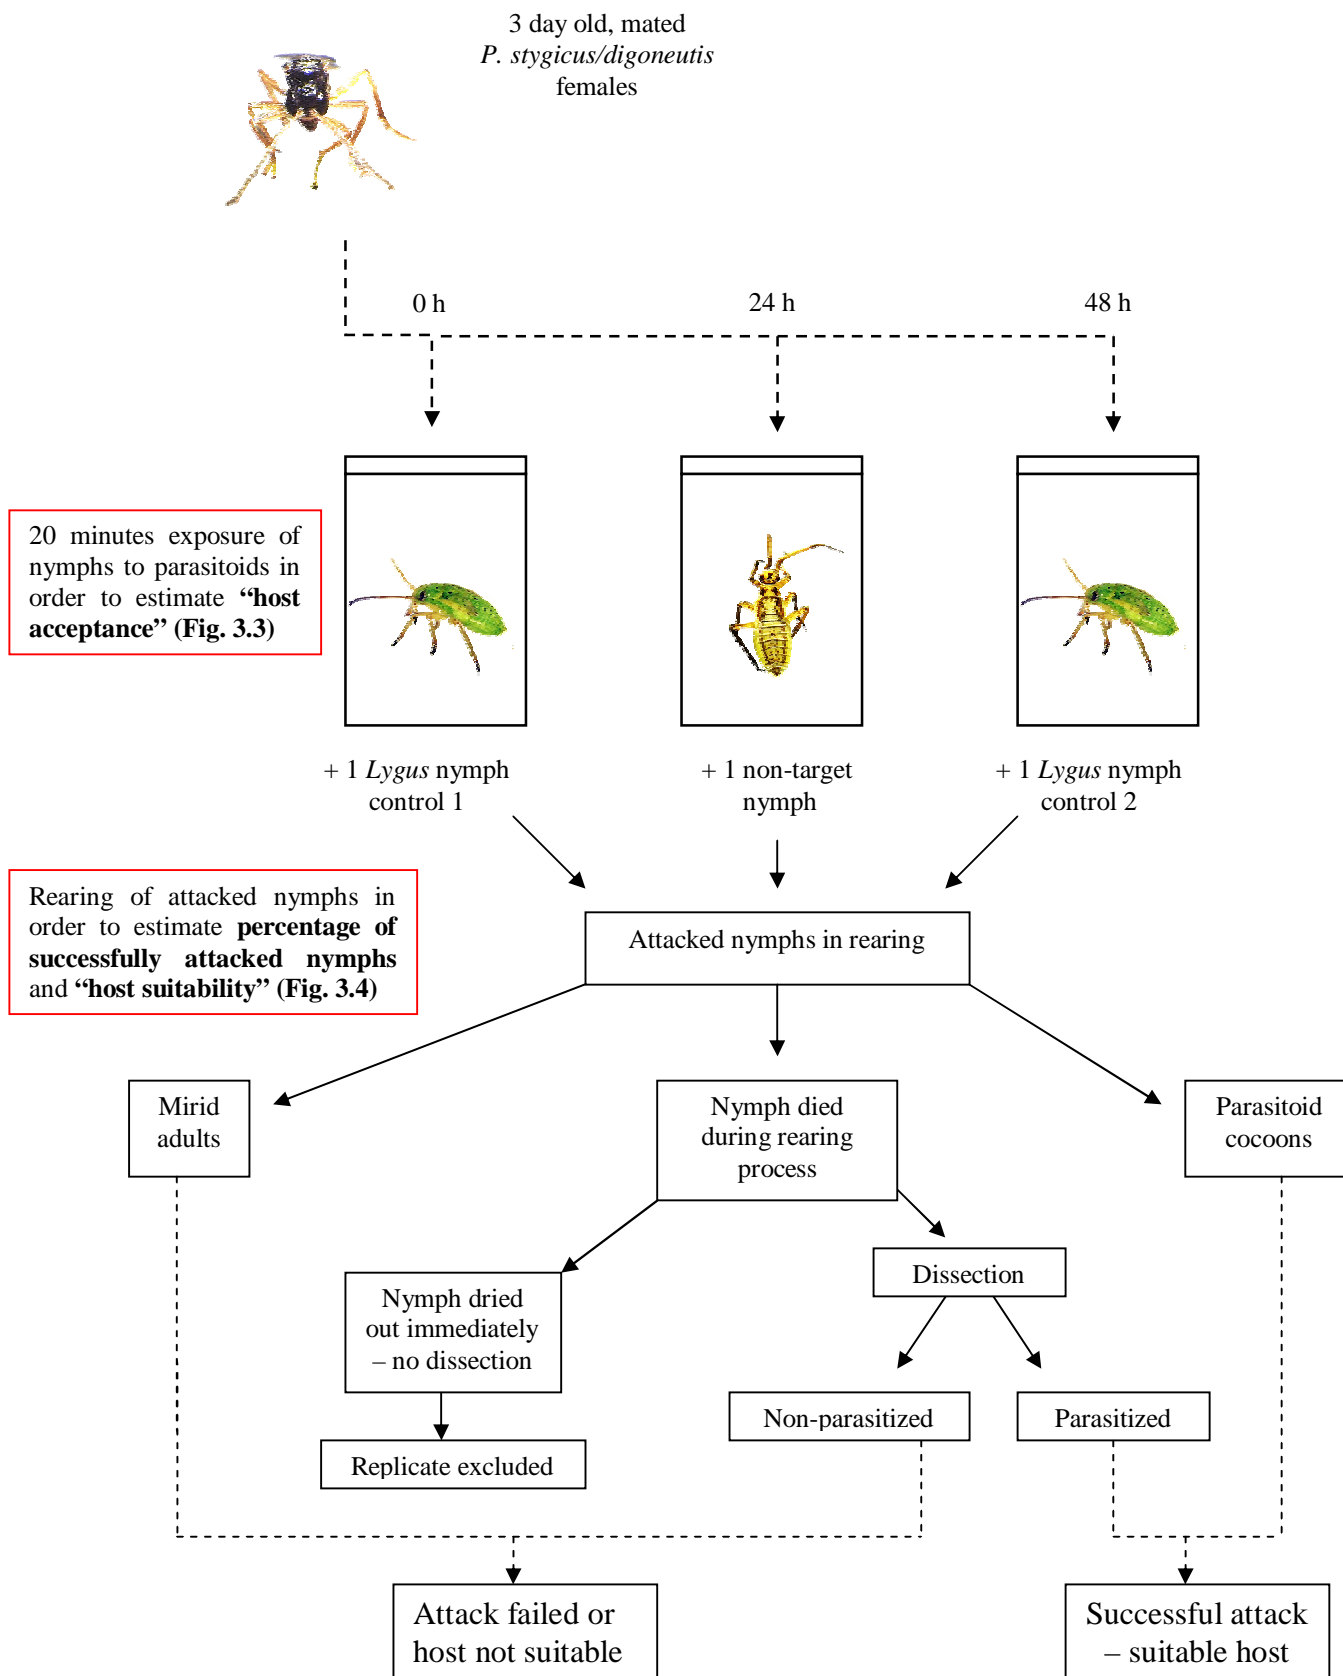 3 day old, mated
P. stygicus/digoneutis
females
0 h
24 h
48 h
20 minutes exposure of
nymphs to parasitoids in
order to estimate “host
acceptance” (Fig. 3.3)
+ 1 Lygus nymph
control 1
+ 1 non-target
nymph
+ 1 Lygus nymph
control 2
Rearing of attacked nymphs in
order to estimate percentage of
successfully attacked nymphs
and “host suitability” (Fig. 3.4)
Attacked nymphs in rearing
Mirid
adults
Nymph died
during rearing
process
Parasitoid
cocoons
Nymph dried
out immediately
– no dissection
Dissection
Non-parasitized
Parasitized
Replicate excluded
Attack failed or
host not suitable
Successful attack
– suitable host